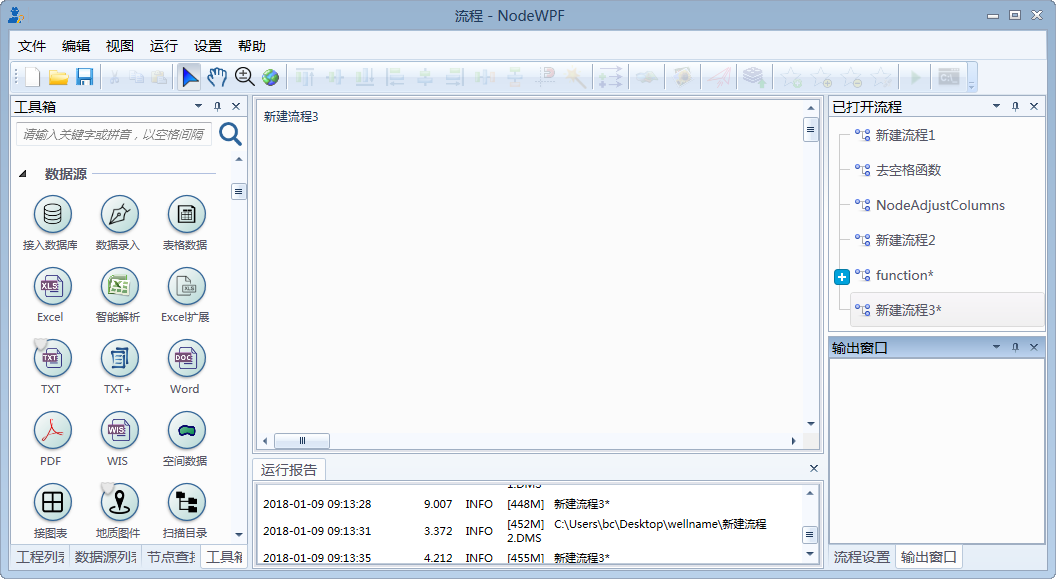 流程 - NodeWPF
文件 编辑 视图 运行 设置 帮助
工具箱
请输入关键字或拼音，以空格间隔
数据源
接入数据库 数据录入 表格数据
XLS XLS
Excel 智能解析 Excel扩展
TXT DOC
TXT TXT+ Word
WIS
PDF WIS 空间数据
接图表 地质图件 扫描目录
工程列表 数据源列表 节点查找 工具箱
新建流程3
运行报告
1.DMS
2018-01-09 09:13:28 9.007 INFO [448M] 新建流程3*
2018-01-09 09:13:31 3.372 INFO [452M] C:\Users\bc\Desktop\wellname\新建流程
2.DMS
2018-01-09 09:13:35 4.212 INFO [455M] 新建流程3*
已打开流程
新建流程1
去空格函数
NodeAdjustColumns
新建流程2
function*
新建流程3*
输出窗口
流程设置 输出窗口